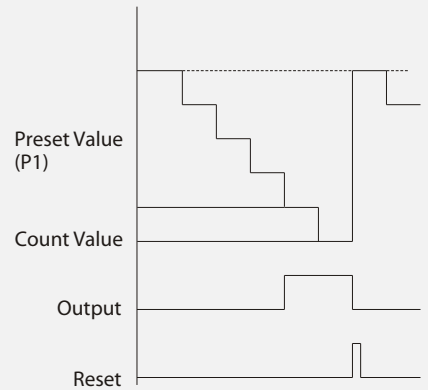 Preset Value
(P1)
Count Value
Output
Reset